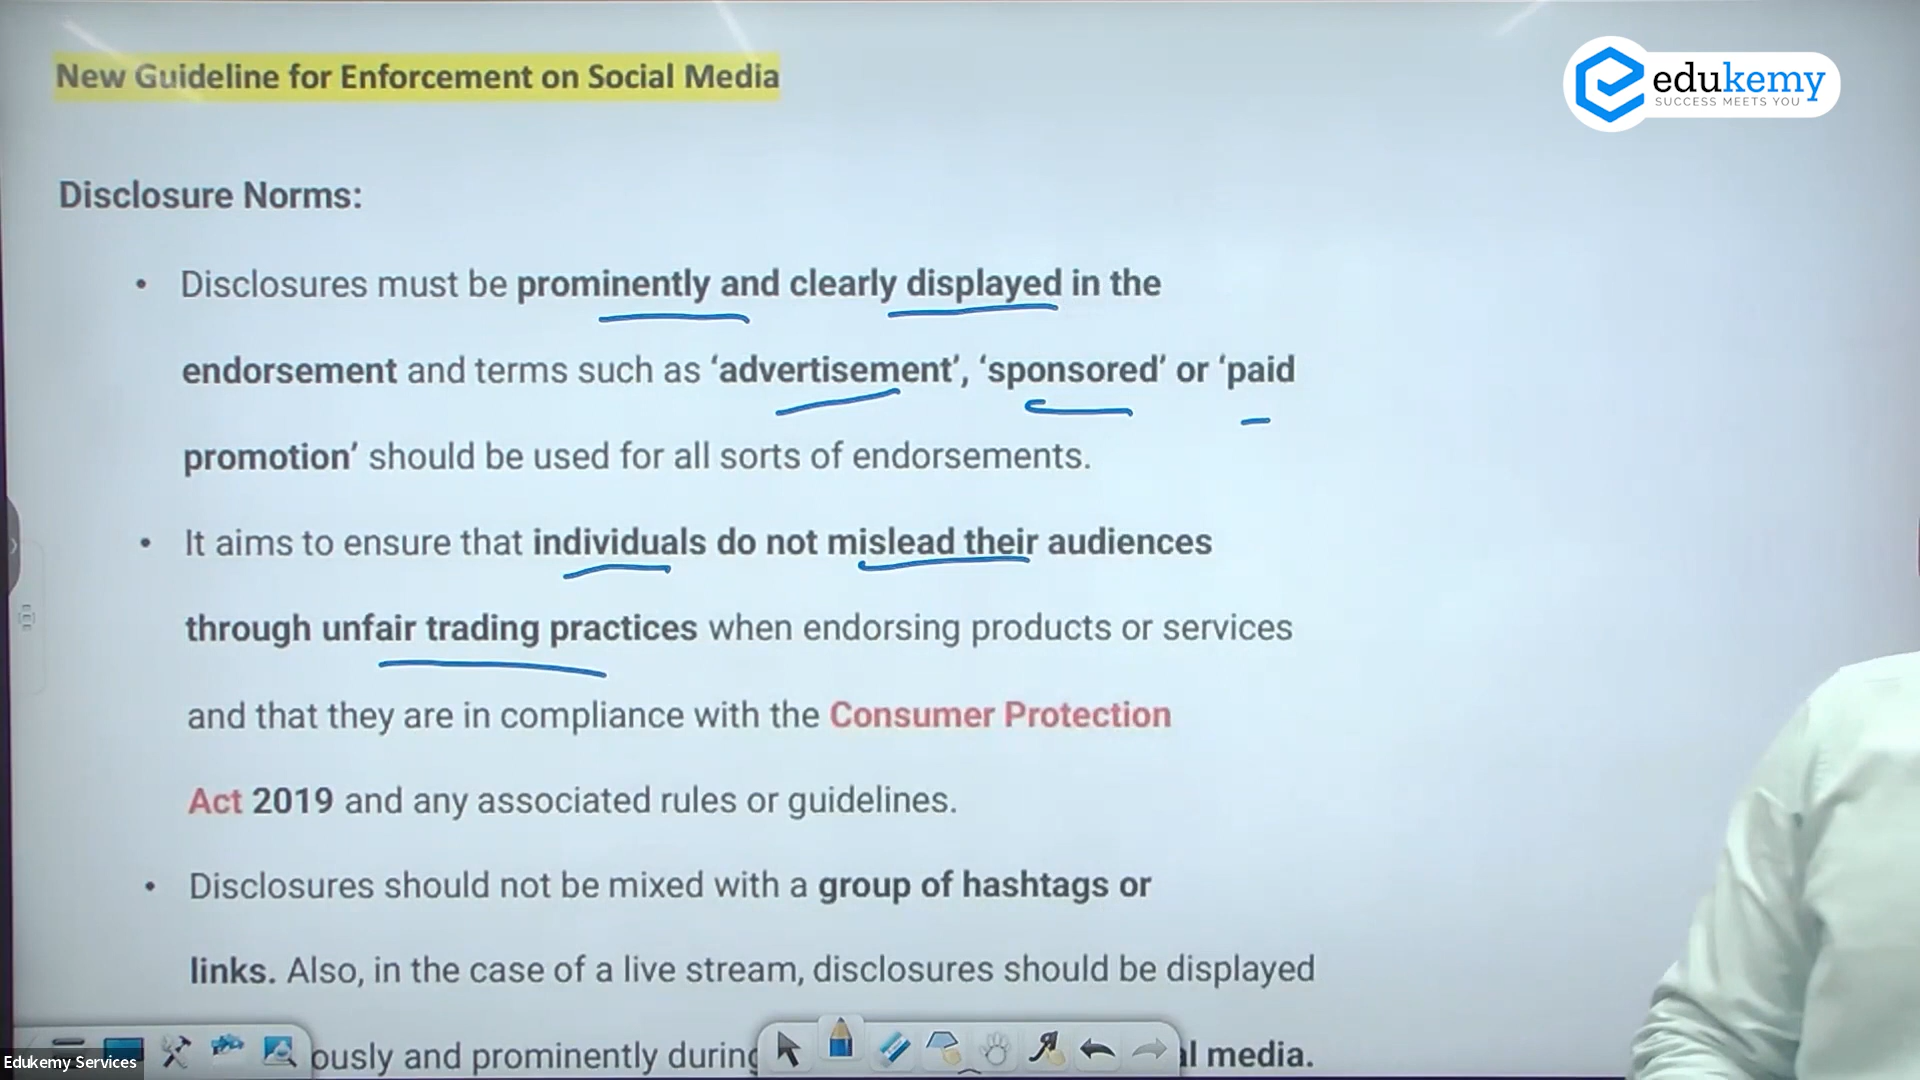 New Guideline for Enforcement on Social Media
edukemy
SUCCESS MEETS YOU
Disclosure Norms:
• Disclosures must be prominently and clearly displayed in the
endorsement and terms such as ‘advertisement’, ‘sponsored’ or ‘paid
promotion’ should be used for all sorts of endorsements.
• It aims to ensure that individuals do not mislead their audiences
through unfair trading practices when endorsing products or services
and that they are in compliance with the Consumer Protection
Act 2019 and any associated rules or guidelines.
• Disclosures should not be mixed with a group of hashtags or
links. Also, in the case of a live stream, disclosures should be displayed
ously and prominently during al media.
Edukemy Services